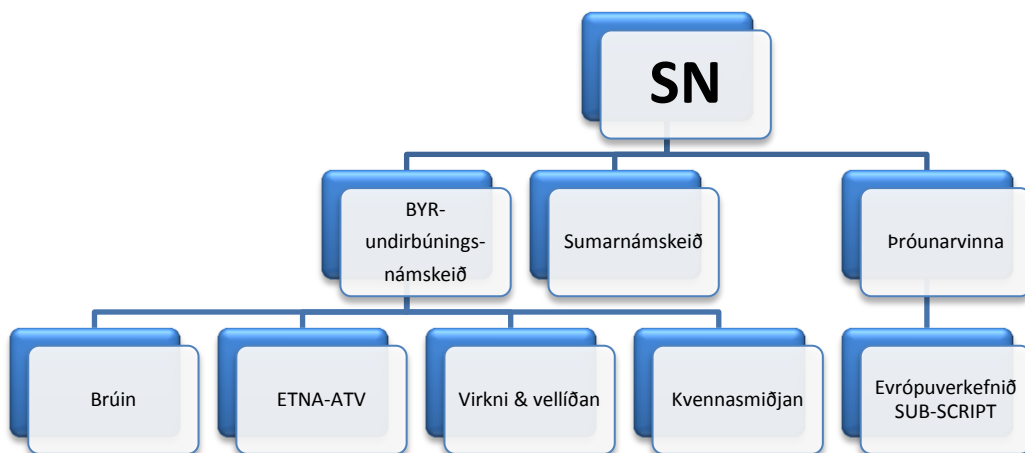 SN
BYR-
undirbúnings-
námskeið
Sumarnámskeið
Þróunarvinna
Brúin
ETNA-ATV
Virkni & vellíðan
Kvennasmiðjan
Evrópuverkefnið
SUB-SCRIPT